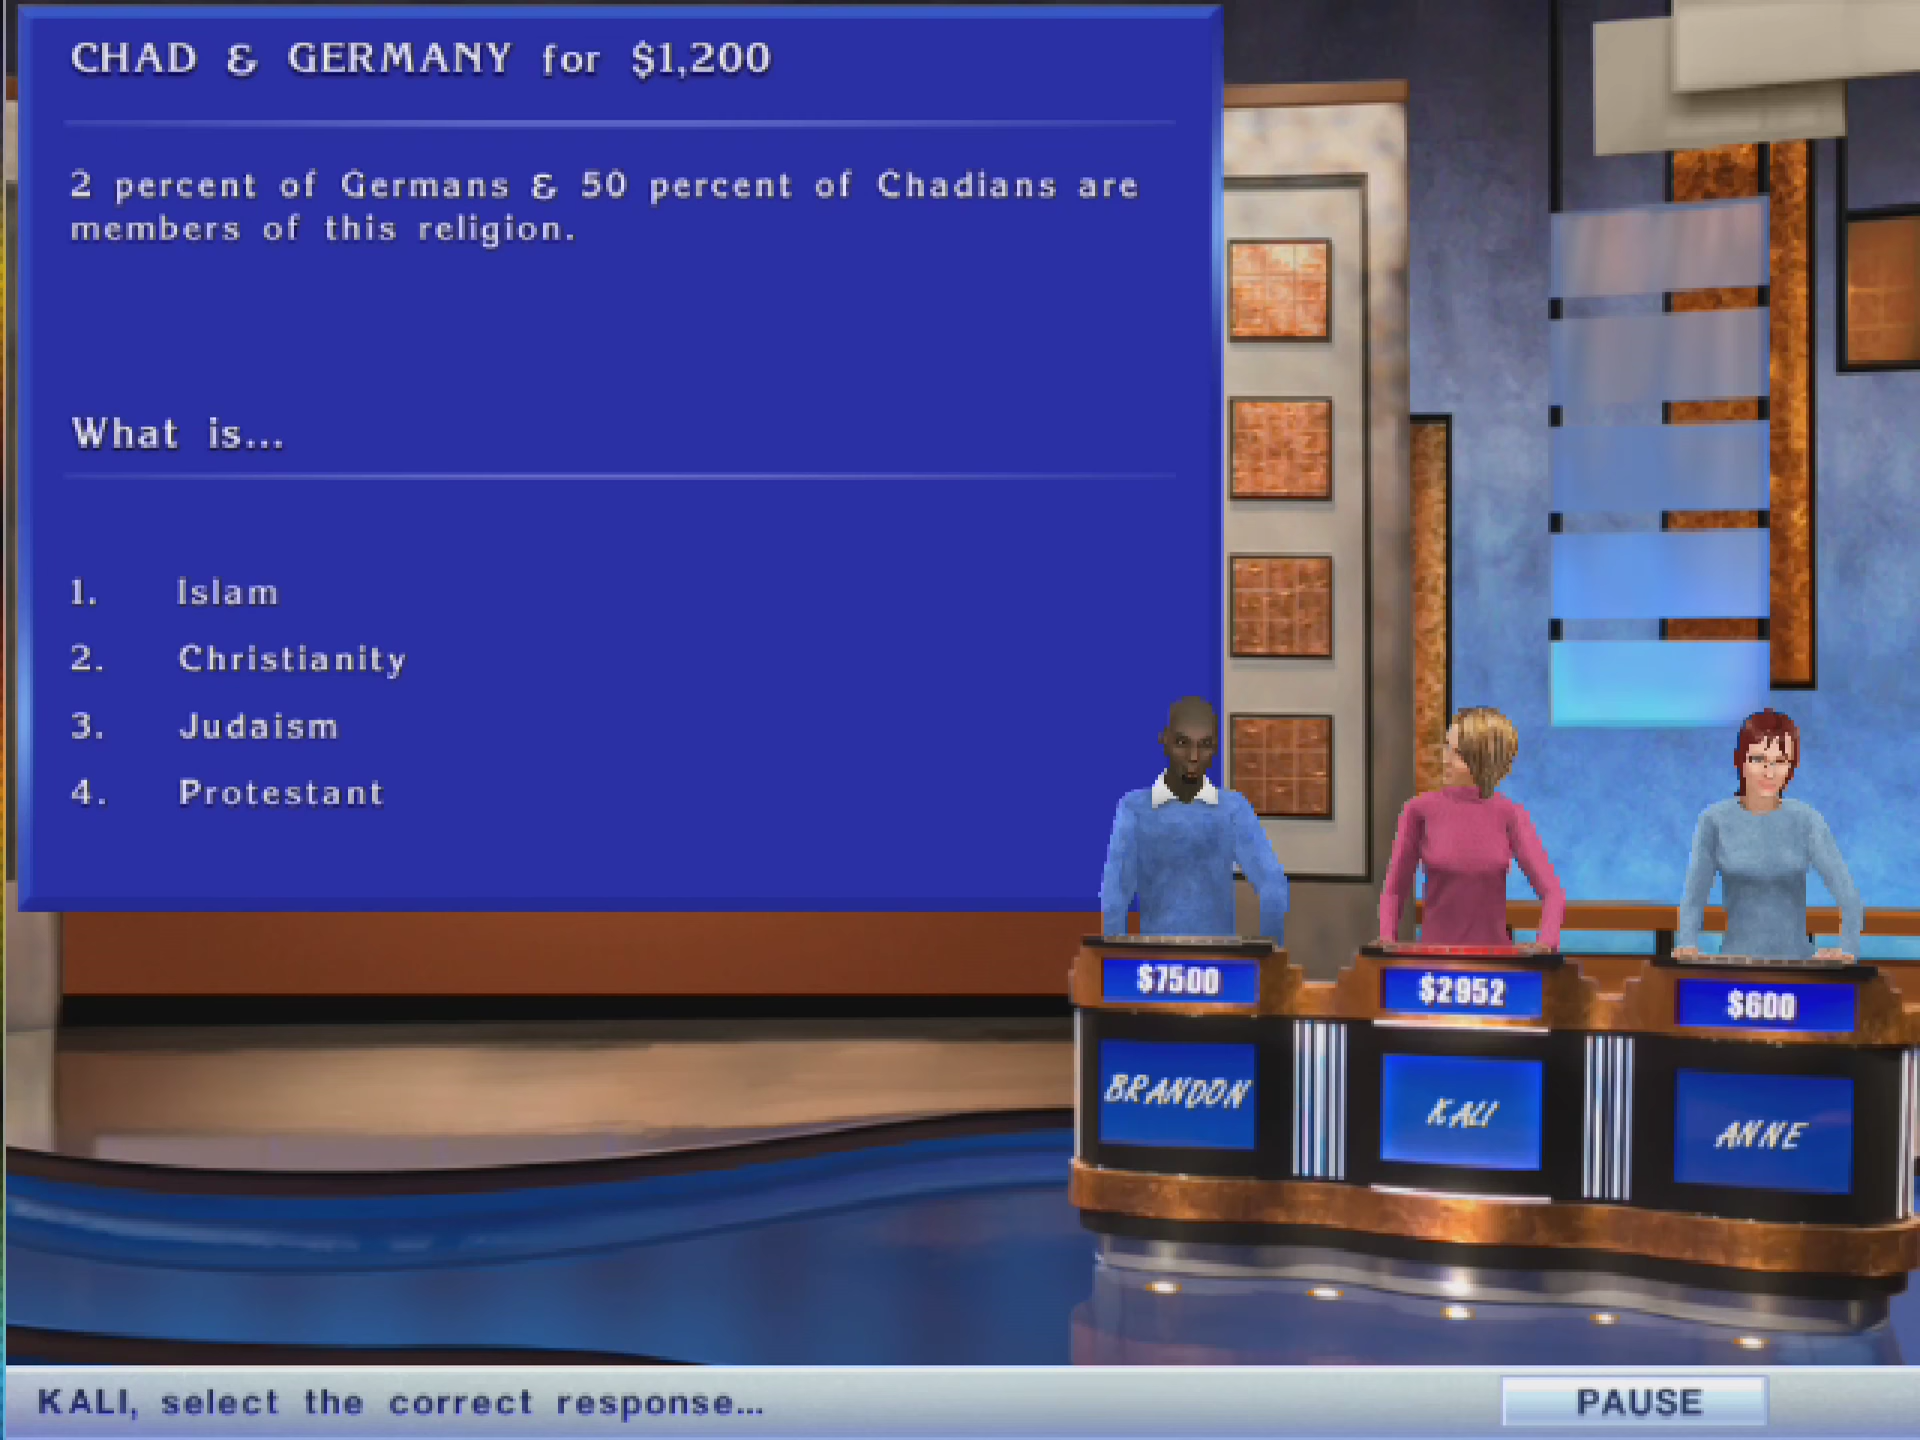 CHAD & GERMANY for $1,200
2 percent of Germans & 50 percent of Chadians are
members of this religion.
What is...
1. Islam
2. Christianity
3. Judaism
4. Protestant
$7500
$2952
$600
BRANDON
KALI
ANNE
KALI, select the correct response...
PAUSE